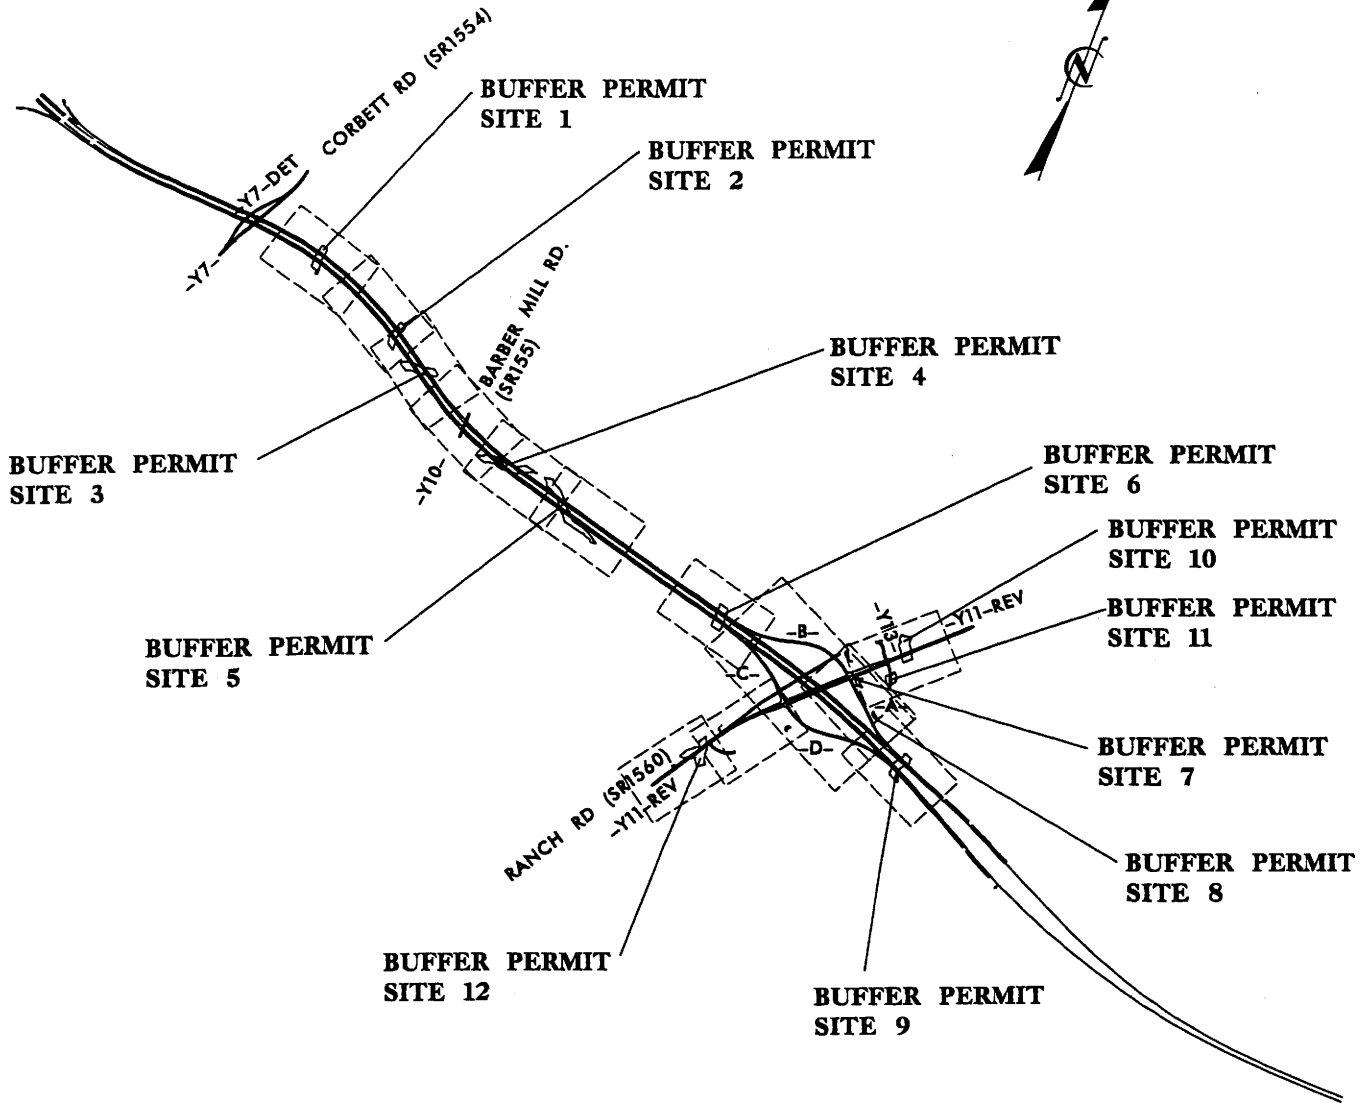 CORBETT RD (SR1554)
-Y7-DET
-Y7-
BUFFER PERMIT
SITE 1
BUFFER PERMIT
SITE 2
BARBER MILL RD.
(SR155)
BUFFER PERMIT
SITE 4
BUFFER PERMIT
SITE 3
-Y10-
BUFFER PERMIT
SITE 6
BUFFER PERMIT
SITE 10
BUFFER PERMIT
SITE 11
-Y11-REV
-Y13-
-B-
-C-
-A-
-D-
BUFFER PERMIT
SITE 5
BUFFER PERMIT
SITE 7
RANCH RD (SR1560)
-Y11-REV
BUFFER PERMIT
SITE 8
BUFFER PERMIT
SITE 12
BUFFER PERMIT
SITE 9
N